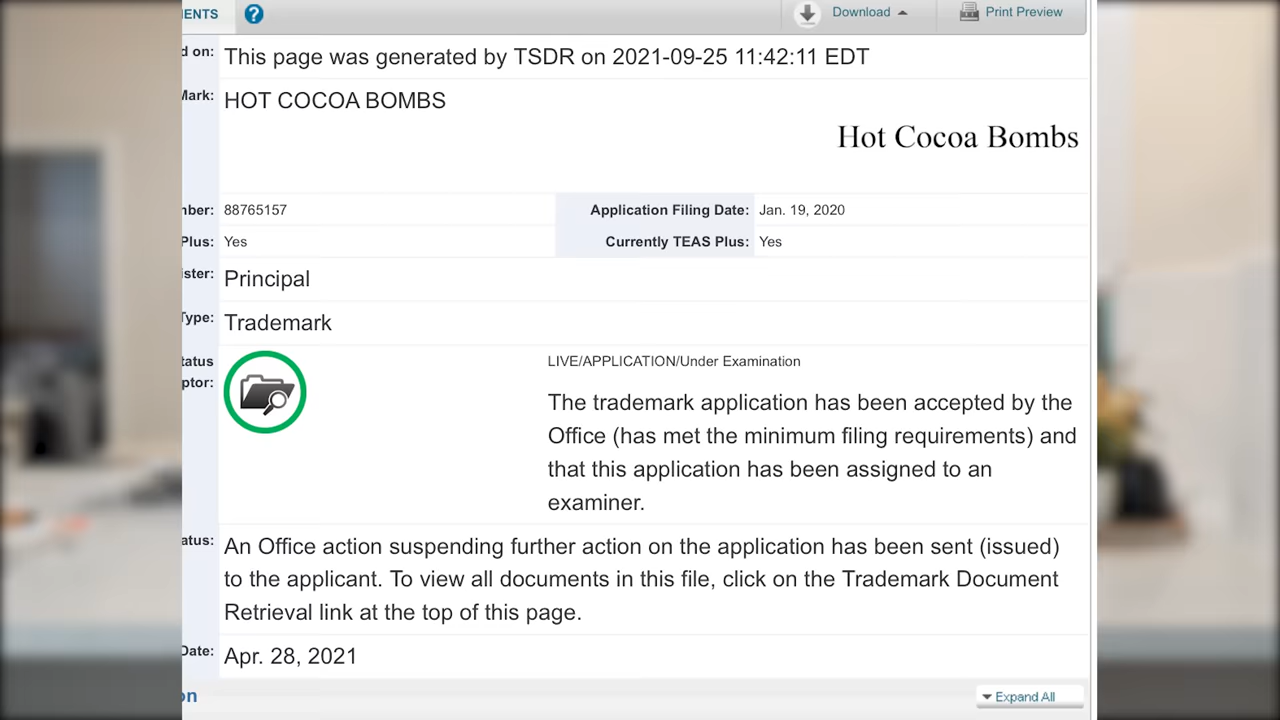 ENTS
?
Download
Print Preview
d on: This page was generated by TSDR on 2021-09-25 11:42:11 EDT
Mark: HOT COCOA BOMBS
Hot Cocoa Bombs
ber: 88765157 Application Filing Date: Jan. 19, 2020
Plus: Yes Currently TEAS Plus: Yes
ister: Principal
Type: Trademark
tatus LIVE/APPLICATION/Under Examination
ptor: The trademark application has been accepted by the
Office (has met the minimum filing requirements) and
that this application has been assigned to an
examiner.
atus: An Office action suspending further action on the application has been sent (issued)
to the applicant. To view all documents in this file, click on the Trademark Document
Retrieval link at the top of this page.
Date: Apr. 28, 2021
on
Expand All